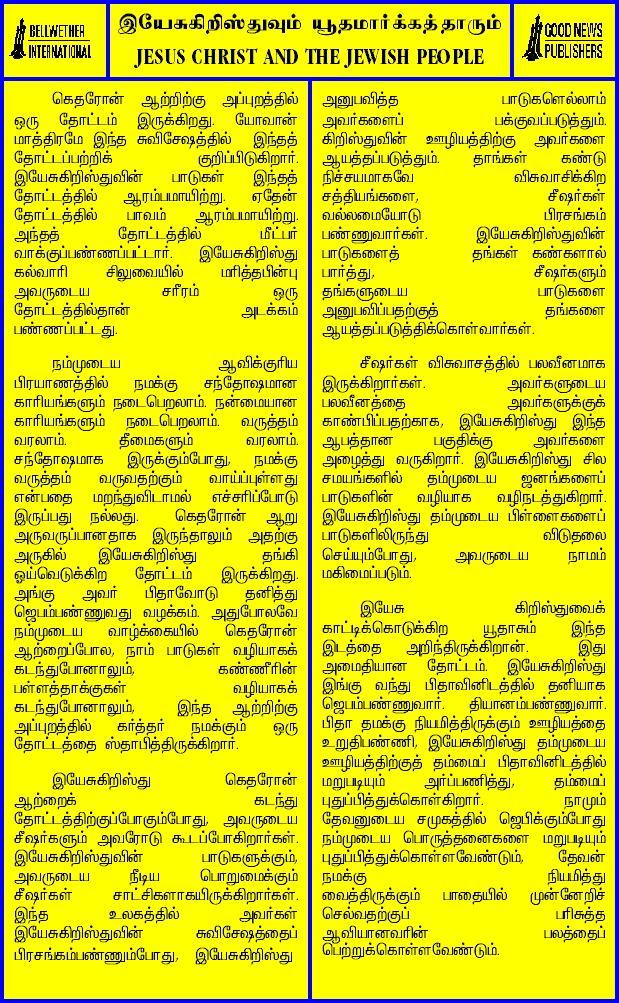 BELLWETHER
INTERNATIONAL
இயேசுகிறிஸ்துவும் யூதமார்க்கத்தாரும்
JESUS CHRIST AND THE JEWISH PEOPLE
GOOD NEWS
PUBLISHERS
கெதரோன் ஆற்றிற்கு அப்புறத்தில்
ஒரு தோட்டம் இருக்கிறது. யோவான்
மாத்திரமே இந்த சுவிசேஷத்தில் இந்தத்
தோட்டப்பற்றிக் குறிப்பிடுகிறார்.
இயேசுகிறிஸ்துவின் பாடுகள் இந்தத்
தோட்டத்தில் ஆரம்பமாயிற்று. ஏதேன்
தோட்டத்தில் பாவம் ஆரம்பமாயிற்று.
அந்தத் தோட்டத்தில் மீட்பர்
வாக்குப்பண்ணப்பட்டார். இயேசுகிறிஸ்து
கல்வாரி சிலுவையில் மரித்தபின்பு
அவருடைய சரீரம் ஒரு
தோட்டத்தில்தான் அடக்கம்
பண்ணப்பட்டது.
நம்முடைய ஆவிக்குரிய
பிரயாணத்தில் நமக்கு சந்தோஷமான
காரியங்களும் நடைபெறலாம். நன்மையான
காரியங்களும் நடைபெறலாம். வருத்தம்
வரலாம். தீமைகளும் வரலாம்.
சந்தோஷமாக இருக்கும்போது, நமக்கு
வருத்தம் வருவதற்கும் வாய்ப்புள்ளது
என்பதை மறந்துவிடாமல் எச்சரிப்போடு
இருப்பது நல்லது. கெதரோன் ஆறு
அருவருப்பானதாக இருந்தாலும் அதற்கு
அருகில் இயேசுகிறிஸ்து தங்கி
ஓய்வெடுக்கிற தோட்டம் இருக்கிறது.
அங்கு அவர் பிதாவோடு தனித்து
ஜெபம்பண்ணுவது வழக்கம். அதுபோலவே
நம்முடைய வாழ்க்கையில் கெதரோன்
ஆற்றைப்போல, நாம் பாடுகள் வழியாகக்
கடந்துபோனாலும், கண்ணீரின்
பள்ளத்தாக்குகள் வழியாகக்
கடந்துபோனாலும், இந்த ஆற்றிற்கு
அப்புறத்தில் கர்த்தர் நமக்கும் ஒரு
தோட்டத்தை ஸ்தாபித்திருக்கிறார்.
இயேசுகிறிஸ்து கெதரோன்
ஆற்றைக் கடந்து
தோட்டத்திற்குப்போகும்போது, அவருடைய
சீஷர்களும் அவரோடு கூடப்போகிறார்கள்.
இயேசுகிறிஸ்துவின் பாடுகளுக்கும்,
அவருடைய நீடிய பொறுமைக்கும்
சீஷர்கள் சாட்சிகளாகயிருக்கிறார்கள்.
இந்த உலகத்தில் அவர்கள்
இயேசுகிறிஸ்துவின் சுவிசேஷத்தைப்
பிரசங்கம்பண்ணும்போது, இயேசுகிறிஸ்து
அனுபவித்த பாடுகளெல்லாம்
அவர்களைப் பக்குவப்படுத்தும்.
கிறிஸ்துவின் ஊழியத்திற்கு அவர்களை
ஆயத்தப்படுத்தும். தாங்கள் கண்டு
நிச்சயமாகவே விசுவாசிக்கிற
சத்தியங்களை, சீஷர்கள்
வல்லமையோடு பிரசங்கம்
பண்ணுவார்கள். இயேசுகிறிஸ்துவின்
பாடுகளைத் தங்கள் கண்களால்
பார்த்து, சீஷர்களும்
தங்களுடைய பாடுகளை
அனுபவிப்பதற்குத் தங்களை
ஆயத்தப்படுத்திக்கொள்வார்கள்.
சீஷர்கள் விசுவாசத்தில் பலவீனமாக
இருக்கிறார்கள். அவர்களுடைய
பலவீனத்தை அவர்களுக்குக்
காண்பிப்பதற்காக, இயேசுகிறிஸ்து இந்த
ஆபத்தான பகுதிக்கு அவர்களை
அழைத்து வருகிறார். இயேசுகிறிஸ்து சில
சமயங்களில் தம்முடைய ஜனங்களைப்
பாடுகளின் வழியாக வழிநடத்துகிறார்.
இயேசுகிறிஸ்து தம்முடைய பிள்ளைகளைப்
பாடுகளிலிருந்து விடுதலை
செய்யும்போது, அவருடைய நாமம்
மகிமைப்படும்.
இயேசு கிறிஸ்துவைக்
காட்டிக்கொடுக்கிற யூதாசும் இந்த
இடத்தை அறிந்திருக்கிறான். இது
அமைதியான தோட்டம். இயேசுகிறிஸ்து
இங்கு வந்து பிதாவினிடத்தில் தனியாக
ஜெபம்பண்ணுவார். தியானம்பண்ணுவார்.
பிதா தமக்கு நியமித்திருக்கும் ஊழியத்தை
உறுதிபண்ணி, இயேசுகிறிஸ்து தம்முடைய
ஊழியத்திற்குத் தம்மைப் பிதாவினிடத்தில்
மறுபடியும் அர்ப்பணித்து, தம்மைப்
புதுப்பித்துக்கொள்கிறார். நாமும்
தேவனுடைய சமுகத்தில் ஜெபிக்கும்போது
நம்முடைய பொருத்தனைகளை மறுபடியும்
புதுப்பித்துக்கொள்ளவேண்டும், தேவன்
நமக்கு நியமித்து
வைத்திருக்கும் பாதையில் முன்னேறிச்
செல்வதற்குப் பரிசுத்த
ஆவியானவரின் பலத்தைப்
பெற்றுக்கொள்ளவேண்டும்.